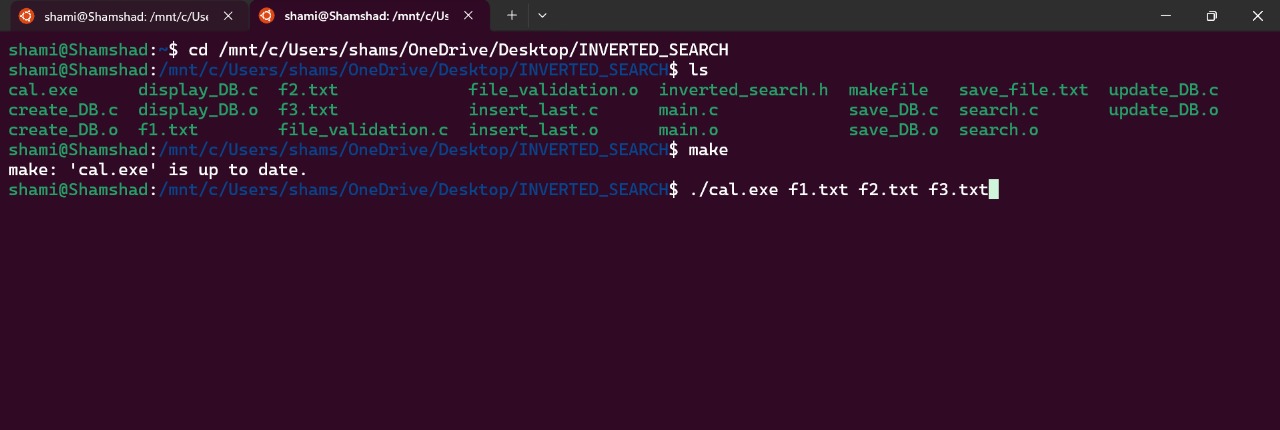 shami@Shamshad: /mnt/c/Use
shami@Shamshad: /mnt/c/Us
shami@Shamshad:~$ cd /mnt/c/Users/shams/OneDrive/Desktop/INVERTED_SEARCH
shami@Shamshad:/mnt/c/Users/shams/OneDrive/Desktop/INVERTED_SEARCH$ ls
cal.exe display_DB.c f2.txt file_validation.o inverted_search.h makefile save_file.txt update_DB.c
create_DB.c display_DB.o f3.txt insert_last.c main.c save_DB.c search.c update_DB.o
create_DB.o f1.txt file_validation.c insert_last.o main.o save_DB.o search.o
shami@Shamshad:/mnt/c/Users/shams/OneDrive/Desktop/INVERTED_SEARCH$ make
make: 'cal.exe' is up to date.
shami@Shamshad:/mnt/c/Users/shams/OneDrive/Desktop/INVERTED_SEARCH$ ./cal.exe f1.txt f2.txt f3.txt